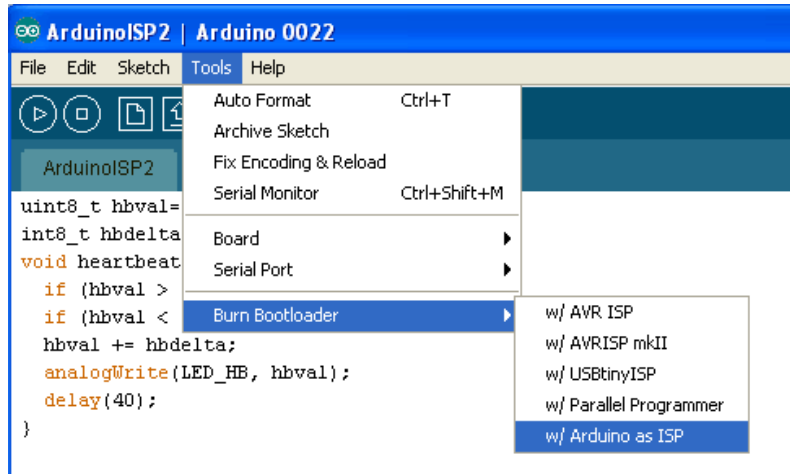 ArduinoISP2 | Arduino 0022
File Edit Sketch Tools Help
Auto Format Ctrl+T
Archive Sketch
Fix Encoding & Reload
Serial Monitor Ctrl+Shift+M
Board
Serial Port
Burn Bootloader
w/ AVR ISP
w/ AVRISP mkII
w/ USBtinyISP
w/ Parallel Programmer
w/ Arduino as ISP
ArduinoISP2
uint8_t hbval=
int8_t hbdelta
void heartbeat
if (hbval >
if (hbval <
hbval += hbdelta;
analogWrite(LED_HB, hbval);
delay(40);
}